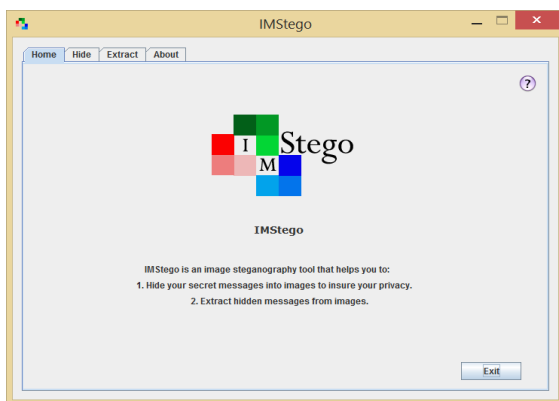 IMStego
Home Hide Extract About
?
I Stego
M
IMStego
IMStego is an image steganography tool that helps you to:
1. Hide your secret messages into images to insure your privacy.
2. Extract hidden messages from images.
Exit